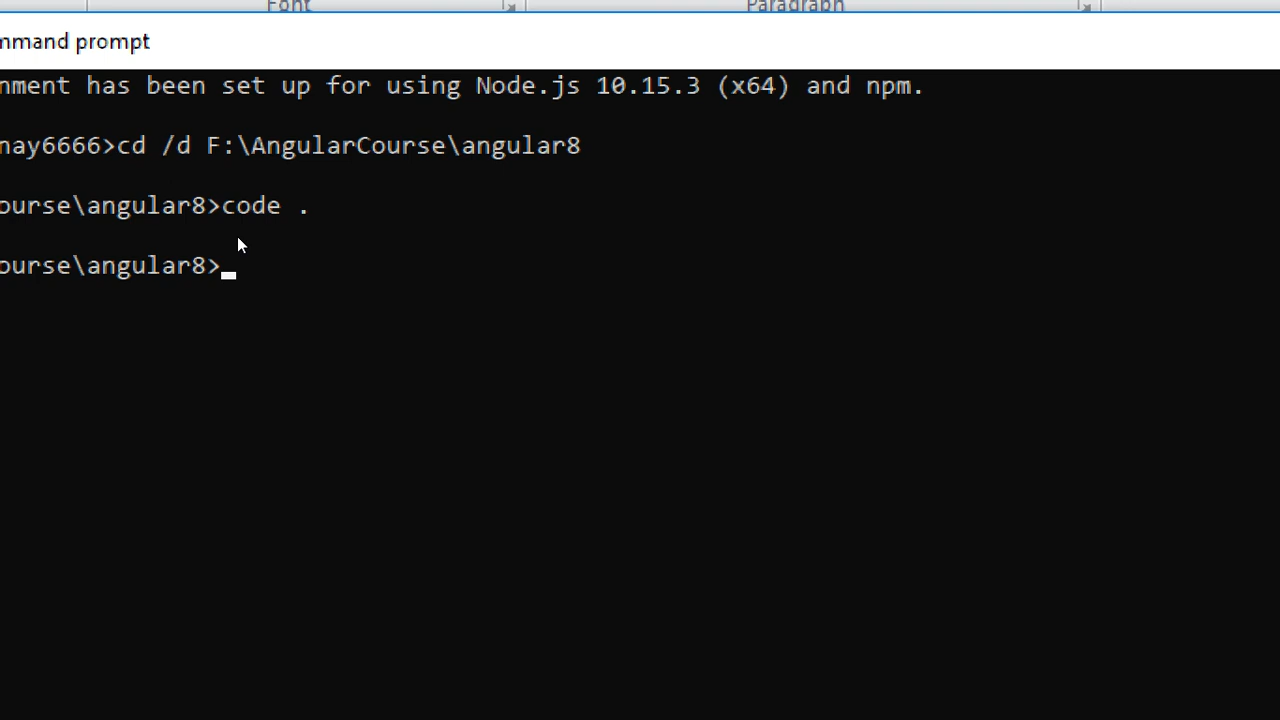 Font Paragraph
mmand prompt
nment has been set up for using Node.js 10.15.3 (x64) and npm.
nay6666>cd /d F:\AngularCourse\angular8
ourse\angular8>code .
ourse\angular8>